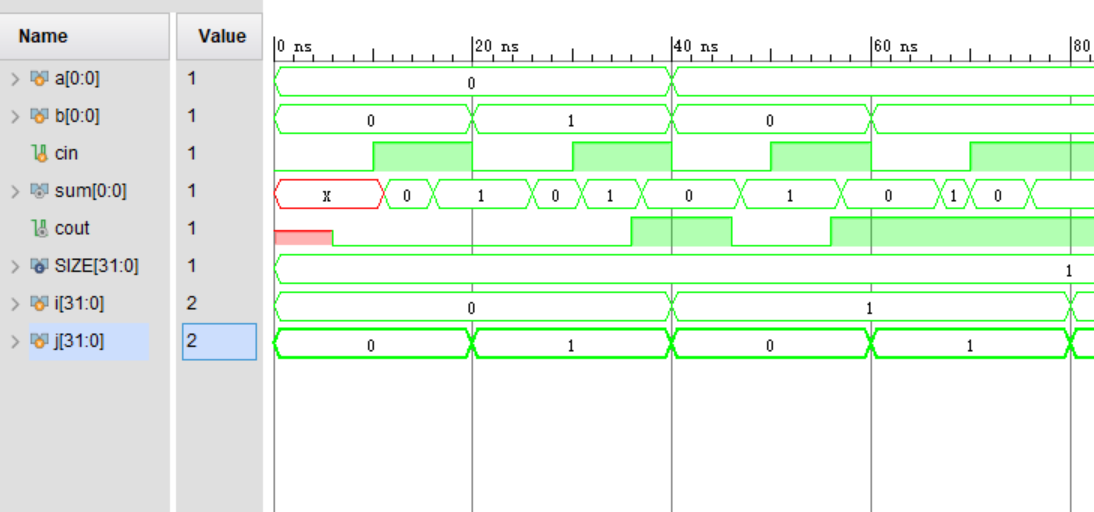 Name Value 0 ns 20 ns 40 ns 60 ns 80
a[0:0] 1 0
b[0:0] 1 0 1 0
cin 1
sum[0:0] 1 X 0 1 0 1 0 1 0 1 0
cout 1
SIZE[31:0] 1 1
i[31:0] 2 0 1
j[31:0] 2 0 1 0 1